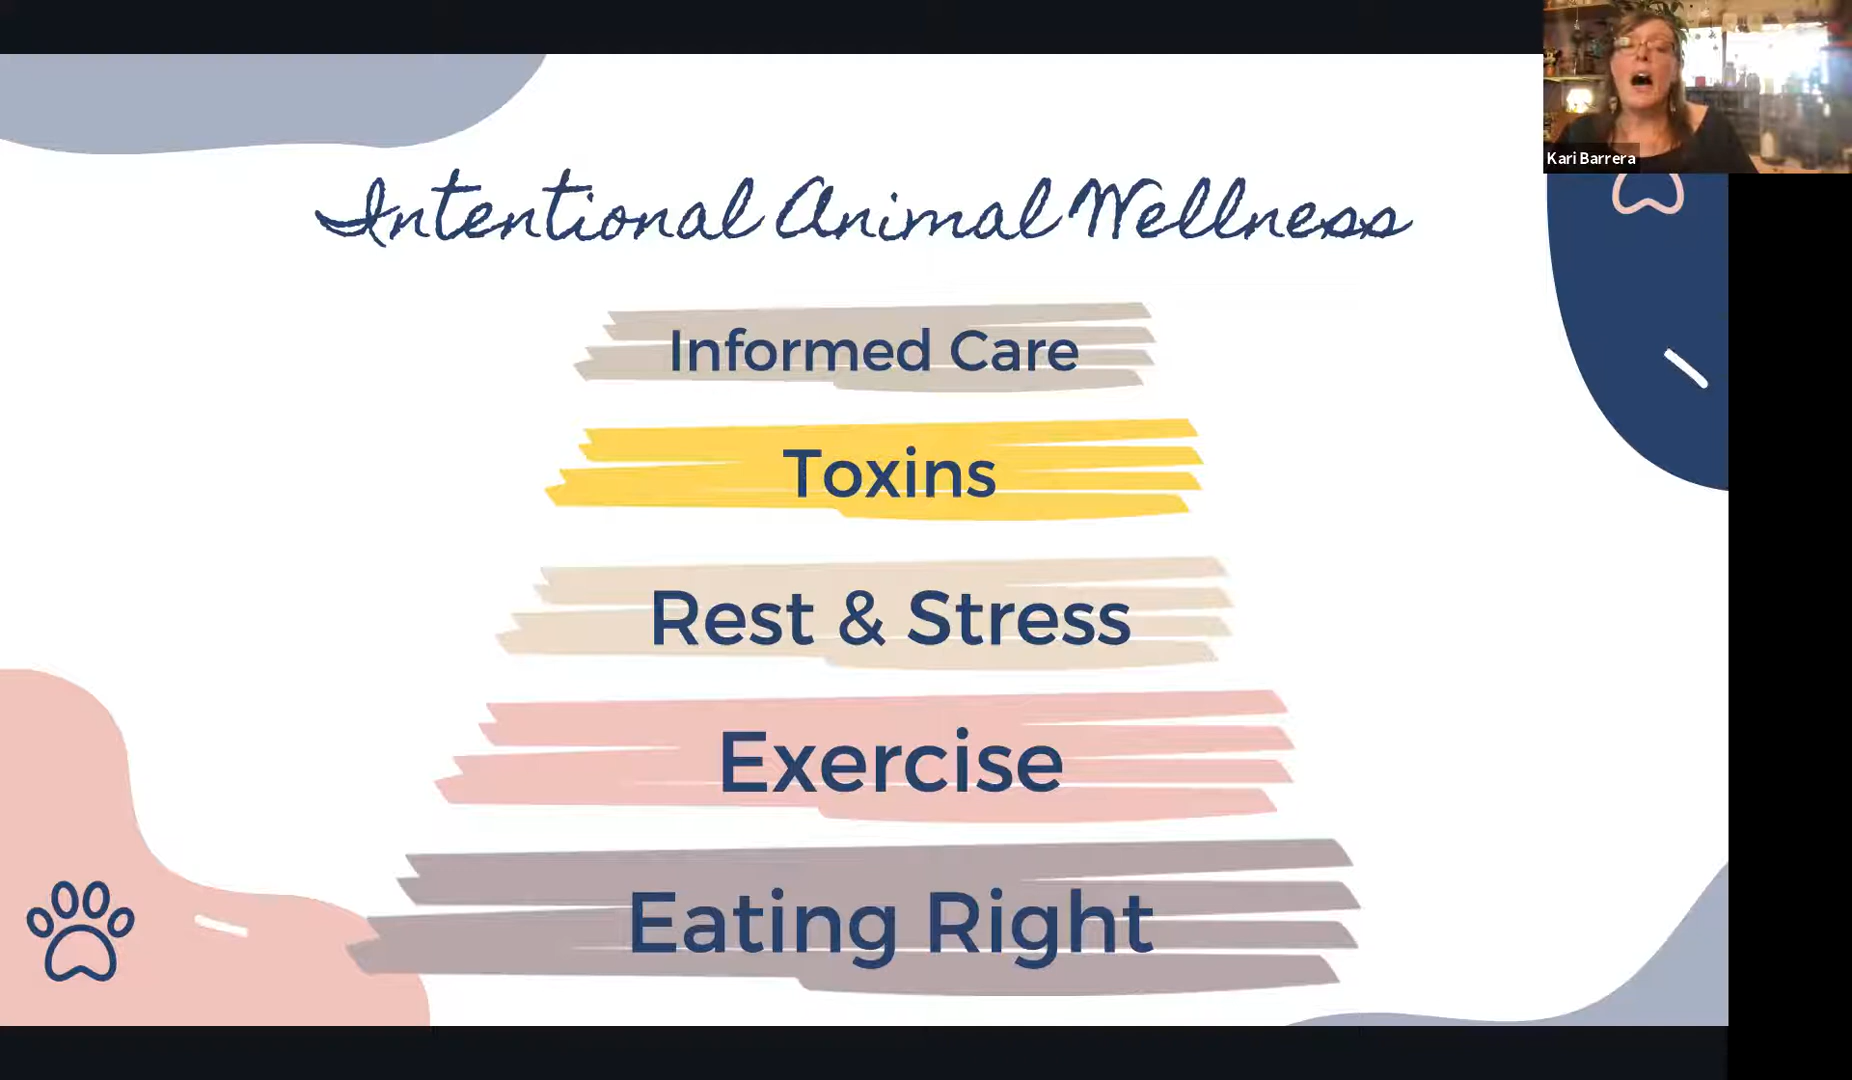 Kari Barrera
Intentional Animal Wellness
Informed Care
Toxins
Rest & Stress
Exercise
Eating Right